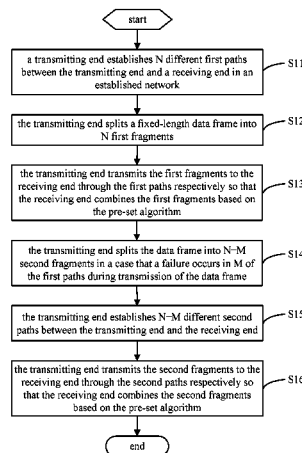 start
a transmitting end establishes N different first paths
between the transmitting end and a receiving end in an
established network
S11
the transmitting end splits a fixed-length data frame into
N first fragments
S12
the transmitting end transmits the first fragments to the
receiving end through the first paths respectively so that
the receiving end combines the first fragments based on
the pre-set algorithm
S13
the transmitting end splits the data frame into N-M
second fragments in a case that a failure occurs in M of
the first paths during transmission of the data frame
S14
the transmitting end establishes N-M different second
paths between the transmitting end and the receiving end
S15
the transmitting end transmits the second fragments to the
receiving end through the second paths respectively so
that the receiving end combines the second fragments
based on the pre-set algorithm
S16
end